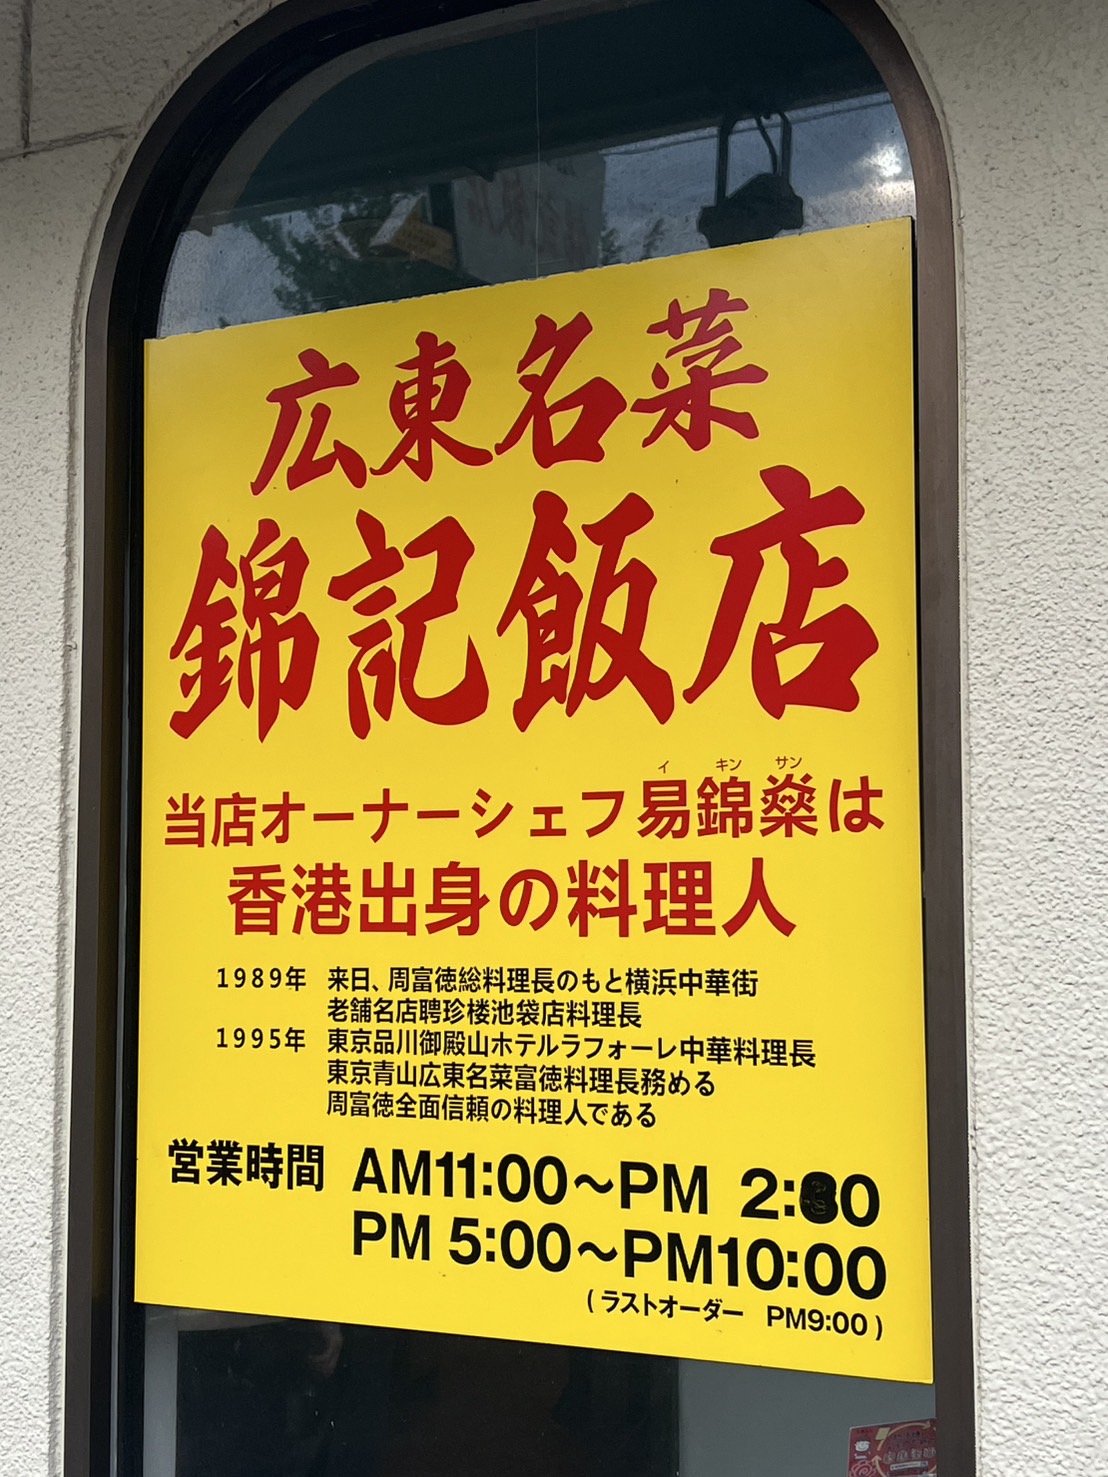 広東名菜
錦記飯店
イ キン サン
当店オーナーシェフ易錦燊は
香港出身の料理人
1989年 来日、周富徳総料理長のもと横浜中華街
老舗名店聘珍楼池袋店料理長
1995年 東京品川御殿山ホテルラフォーレ中華料理長
東京青山広東名菜富徳料理長務める
周富徳全面信頼の料理人である
営業時間 AM11:00〜PM 2:30
PM 5:00〜PM10:00
(ラストオーダー PM9:00)